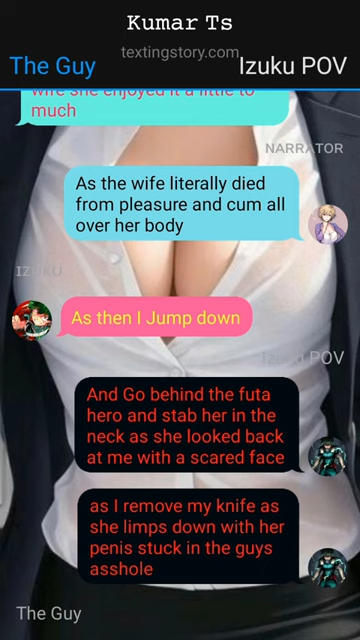 Kumar Ts
textingstory.com
The Guy
Izuku POV
wife she enjoyed it a little to
much
NARRATOR
As the wife literally died
from pleasure and cum all
over her body
IZUKU
As then I Jump down
Izuku POV
And Go behind the futa
hero and stab her in the
neck as she looked back
at me with a scared face
as I remove my knife as
she limps down with her
penis stuck in the guys
asshole
The Guy